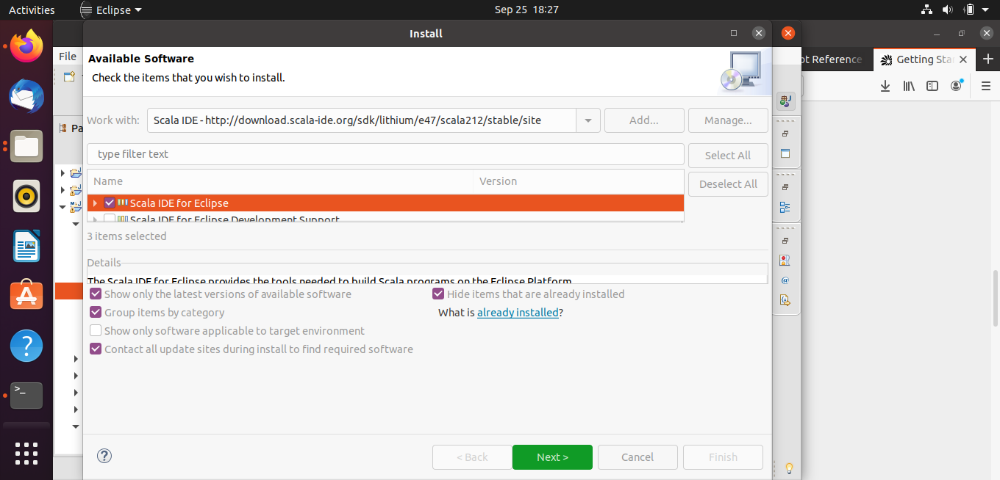 Activities
Eclipse
Sep 25 18:27
Install
File
Available Software
Check the items that you wish to install.
ot Reference
Getting Sta
Work with:
Scala IDE - http://download.scala-ide.org/sdk/lithium/e47/scala212/stable/site
Add...
Manage...
Pa
type filter text
Select All
Name
Version
Deselect All
Scala IDE for Eclipse
Scala IDE for Eclipse Development Support
3 items selected
Details
The Scala IDE for Eclipse provides the tools needed to build Scala programs on the Eclipse Platform
Show only the latest versions of available software
Hide items that are already installed
Group items by category
What is already installed?
Show only software applicable to target environment
Contact all update sites during install to find required software
< Back
Next >
Cancel
Finish